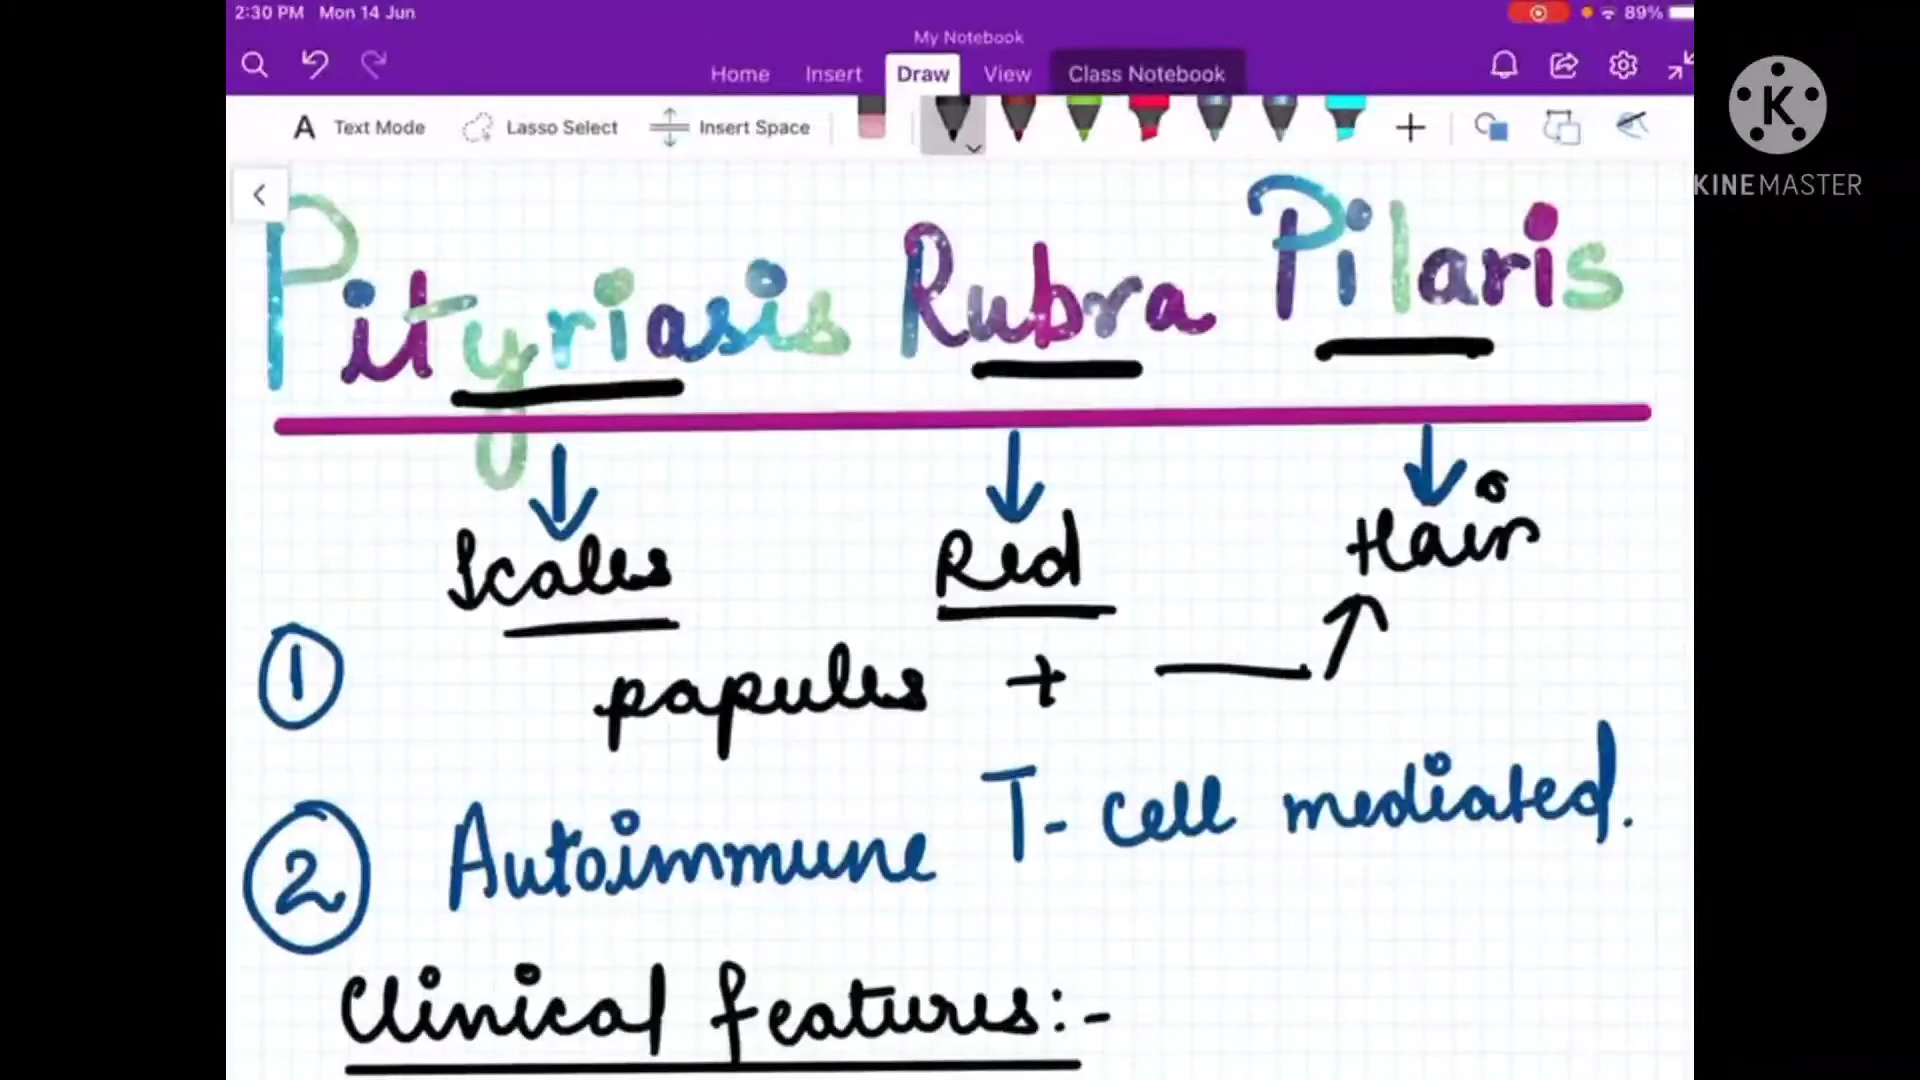 2:30 PM Mon 14 Jun
89%
My Notebook
Home Insert Draw View Class Notebook
A Text Mode Lasso Select Insert Space
K
KINEMASTER
Pityriasis Rubra Pilaris
Scales Red Hair
1 papules +
2 Autoimmune T-cell mediated.
Clinical features:-